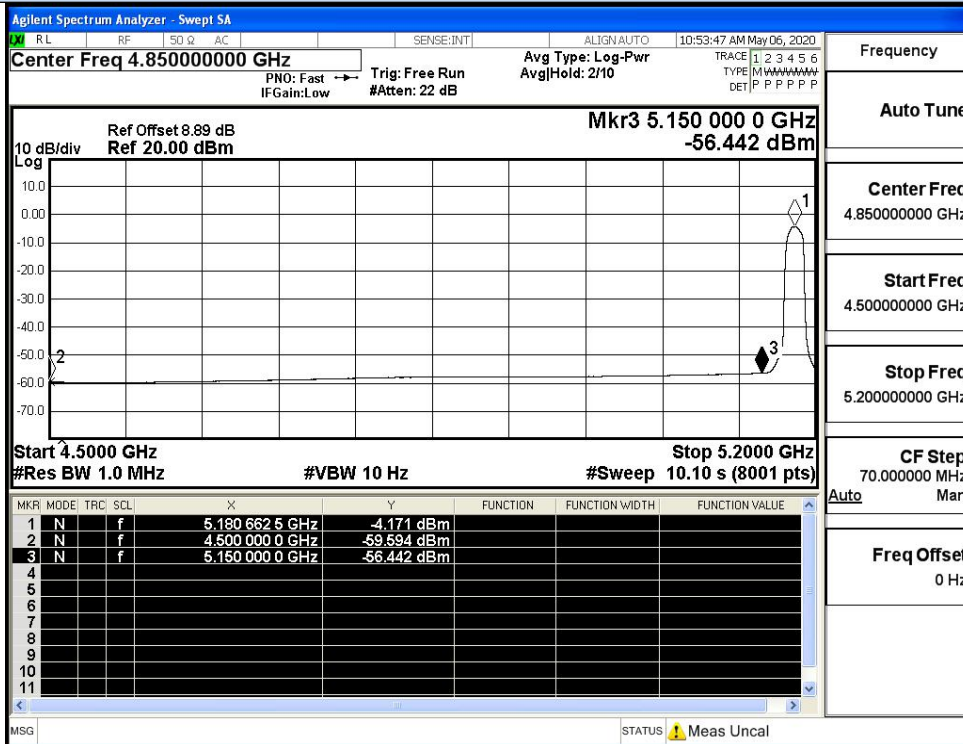 Agilent Spectrum Analyzer - Swept SA
LXI RL RF 50 Ω AC SENSE:INT ALIGN AUTO 10:53:47 AM May 06, 2020
Center Freq 4.850000000 GHz
PNO: Fast
IFGain:Low
Trig: Free Run
#Atten: 22 dB
Avg Type: Log-Pwr
Avg|Hold: 2/10
TRACE 1 2 3 4 5 6
TYPE M W W W W W
DET P P P P P P
Mkr3 5.150 000 0 GHz
-56.442 dBm
Ref Offset 8.89 dB
10 dB/div Ref 20.00 dBm
Log
10.0
0.00
-10.0
-20.0
-30.0
-40.0
-50.0
-60.0
-70.0
1
2
3
Start 4.5000 GHz Stop 5.2000 GHz
#Res BW 1.0 MHz #VBW 10 Hz #Sweep 10.10 s (8001 pts)
MKR MODE TRC SCL X Y FUNCTION FUNCTION WIDTH FUNCTION VALUE
1 N f 5.180 662 5 GHz -4.171 dBm
2 N f 4.500 000 0 GHz -59.594 dBm
3 N f 5.150 000 0 GHz -56.442 dBm
4
5
6
7
8
9
10
11
MSG STATUS Meas Uncal
Frequency
Auto Tune
Center Freq
4.850000000 GHz
Start Freq
4.500000000 GHz
Stop Freq
5.200000000 GHz
CF Step
70.000000 MHz
Auto Man
Freq Offset
0 Hz